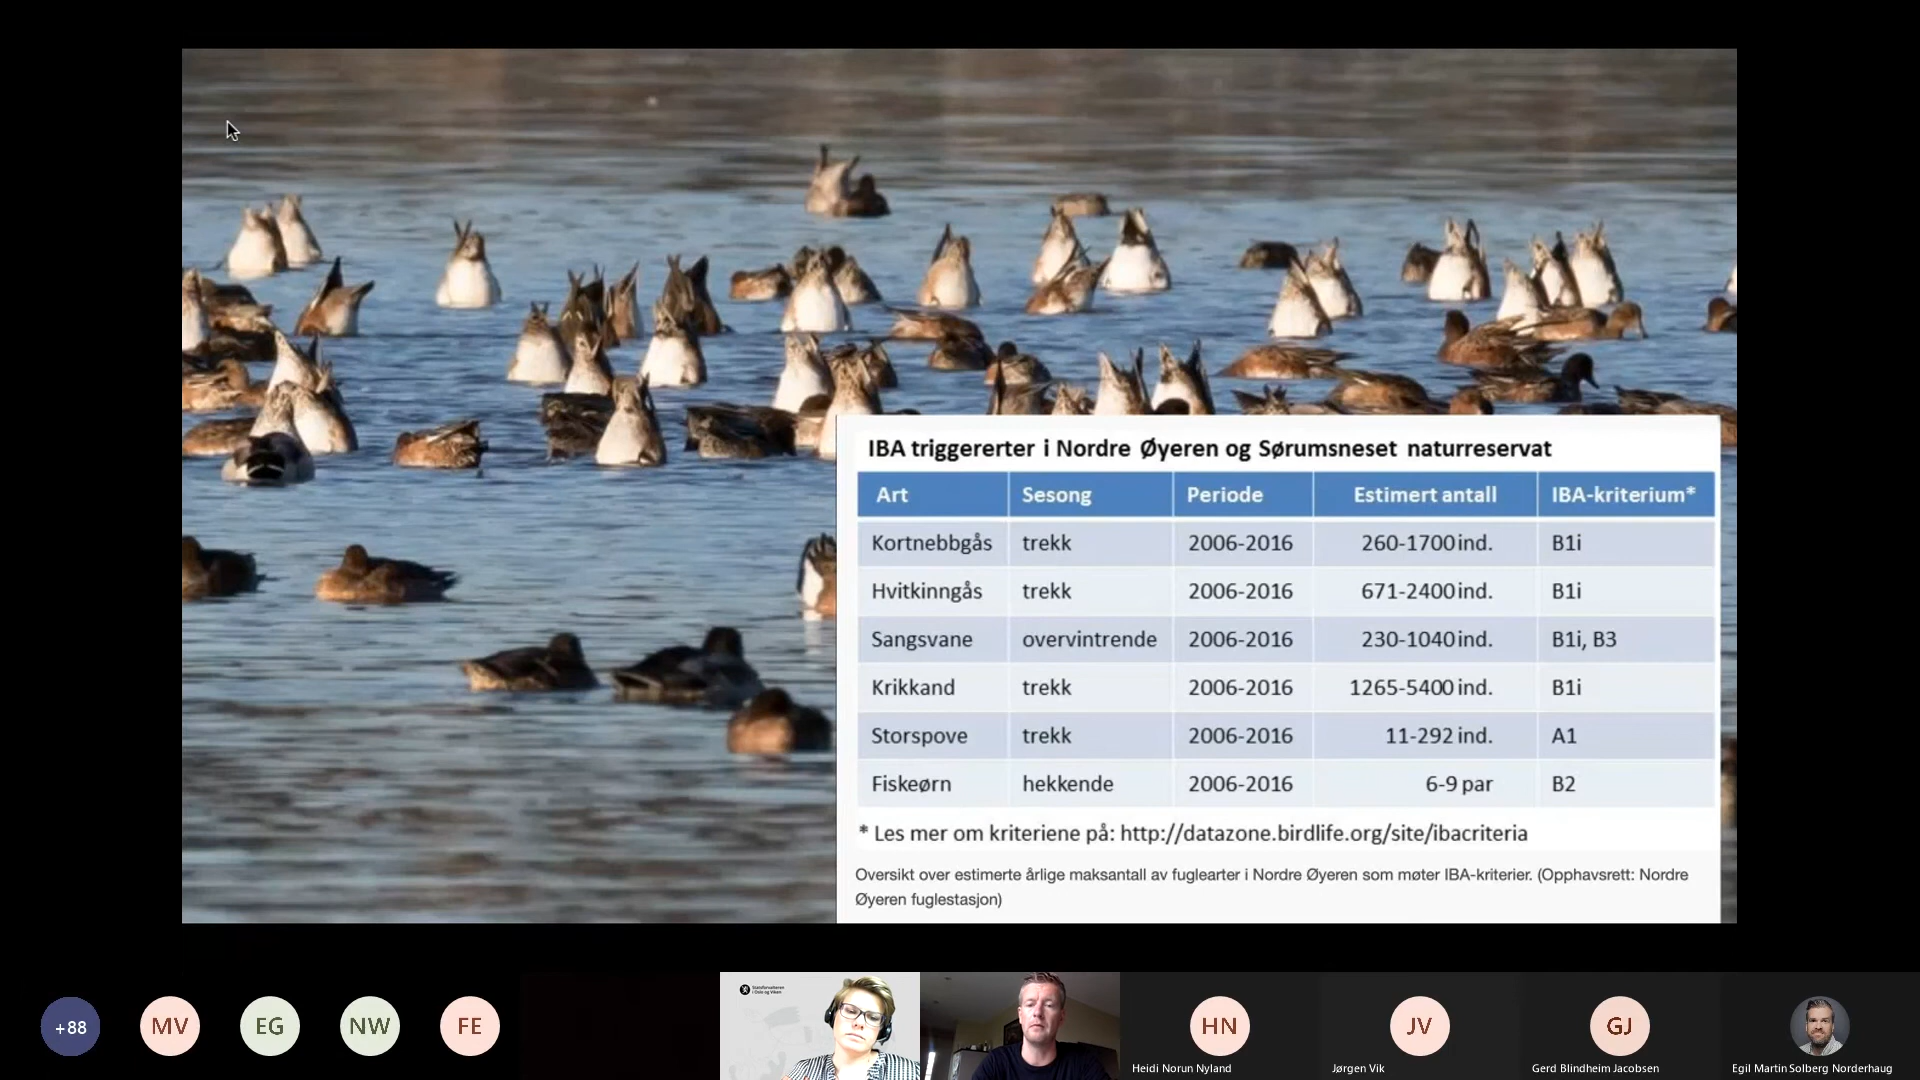 IBA triggererter i Nordre Øyeren og Sørumsneset naturreservat
Art Sesong Periode Estimert antall IBA-kriterium*
Kortnebbgås trekk 2006-2016 260-1700 ind. B1i
Hvitkinngås trekk 2006-2016 671-2400 ind. B1i
Sangsvane overvintrende 2006-2016 230-1040 ind. B1i, B3
Krikkand trekk 2006-2016 1265-5400 ind. B1i
Storspove trekk 2006-2016 11-292 ind. A1
Fiskeørn hekkende 2006-2016 6-9 par B2
* Les mer om kriteriene på: http://datazone.birdlife.org/site/ibacriteria
Oversikt over estimerte årlige maksantall av fuglearter i Nordre Øyeren som møter IBA-kriterier. (Opphavsrett: Nordre
Øyeren fuglestasjon)
Statsforvalteren
i Oslo og Viken
+88 MV EG NW FE HN JV GJ
Heidi Norun Nyland Jørgen Vik Gerd Blindheim Jacobsen Egil Martin Solberg Norderhaug